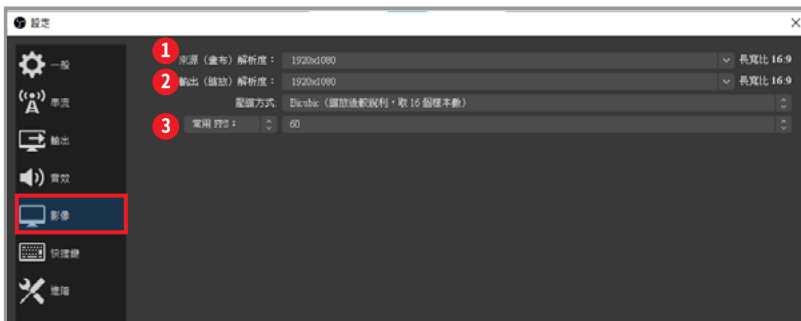 設定
一般
串流
輸出
音效
影像
快捷鍵
進階
1 來源（畫布）解析度： 1920x1080 長寬比 16:9
2 輸出（縮放）解析度： 1920x1080 長寬比 16:9
壓縮方式: Bicubic（縮放後較銳利，取 16 個樣本數）
3 常用 FPS： 60